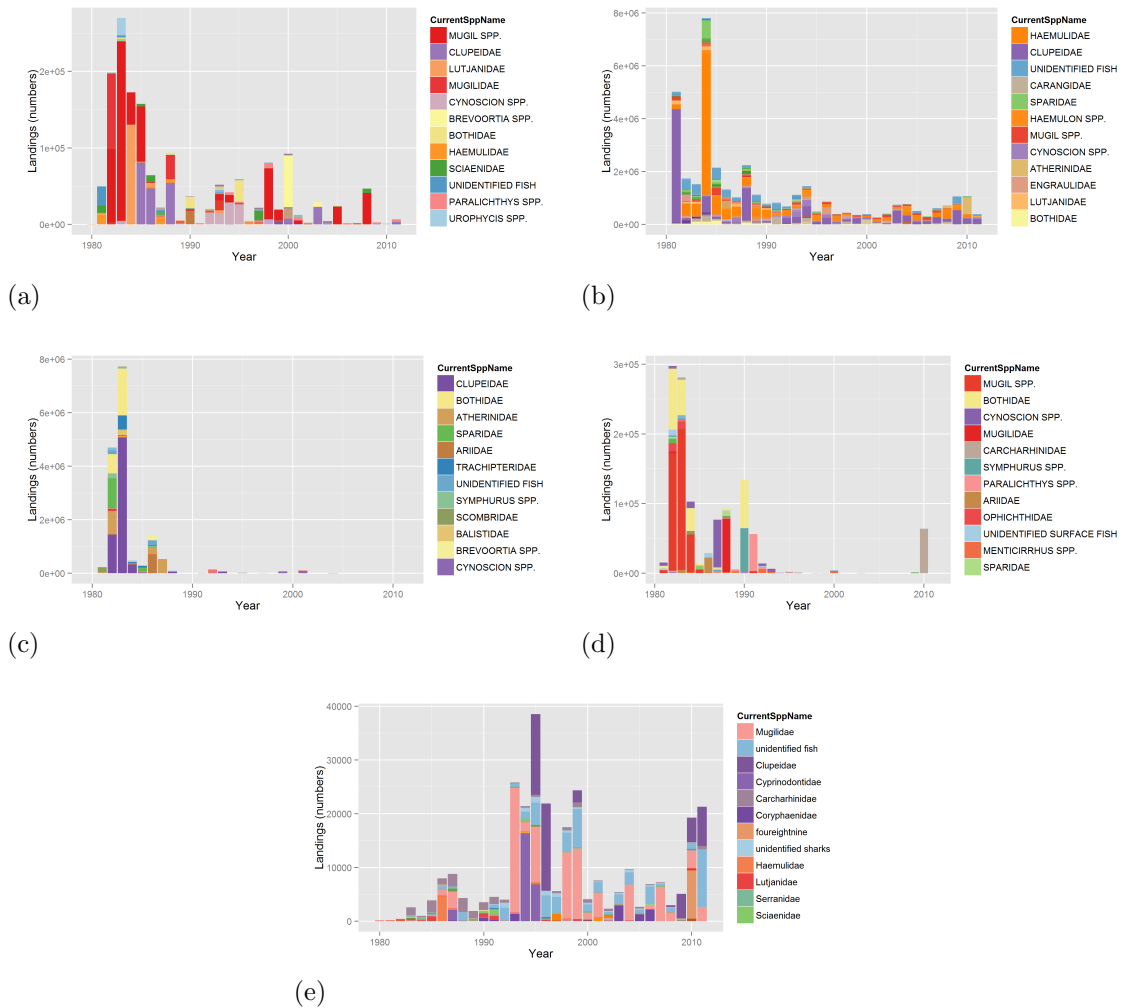 CurrentSppName
MUGIL SPP.
CLUPEIDAE
LUTJANIDAE
MUGILIDAE
CYNOSCION SPP.
BREVOORTIA SPP.
BOTHIDAE
HAEMULIDAE
SCIAENIDAE
UNIDENTIFIED FISH
PARALICHTHYS SPP.
UROPHYCIS SPP.
Landings (numbers)
2e+05
1e+05
0e+00
1980 1990 2000 2010
Year
(a)
CurrentSppName
HAEMULIDAE
CLUPEIDAE
UNIDENTIFIED FISH
CARANGIDAE
SPARIDAE
HAEMULON SPP.
MUGIL SPP.
CYNOSCION SPP.
ATHERINIDAE
ENGRAULIDAE
LUTJANIDAE
BOTHIDAE
Landings (numbers)
8e+06
6e+06
4e+06
2e+06
0e+00
1980 1990 2000 2010
Year
(b)
CurrentSppName
CLUPEIDAE
BOTHIDAE
ATHERINIDAE
SPARIDAE
ARIIDAE
TRACHIPTERIDAE
UNIDENTIFIED FISH
SYMPHURUS SPP.
SCOMBRIDAE
BALISTIDAE
BREVOORTIA SPP.
CYNOSCION SPP.
Landings (numbers)
8e+06
6e+06
4e+06
2e+06
0e+00
1980 1990 2000 2010
Year
(c)
CurrentSppName
MUGIL SPP.
BOTHIDAE
CYNOSCION SPP.
MUGILIDAE
CARCHARHINIDAE
SYMPHURUS SPP.
PARALICHTHYS SPP.
ARIIDAE
OPHICHTHIDAE
UNIDENTIFIED SURFACE FISH
MENTICIRRHUS SPP.
SPARIDAE
Landings (numbers)
3e+05
2e+05
1e+05
0e+00
1980 1990 2000 2010
Year
(d)
CurrentSppName
Mugilidae
unidentified fish
Clupeidae
Cyprinodontidae
Carcharhinidae
Coryphaenidae
foureightnine
unidentified sharks
Haemulidae
Lutjanidae
Serranidae
Sciaenidae
Landings (numbers)
40000
30000
20000
10000
0
1980 1990 2000 2010
Year
(e)